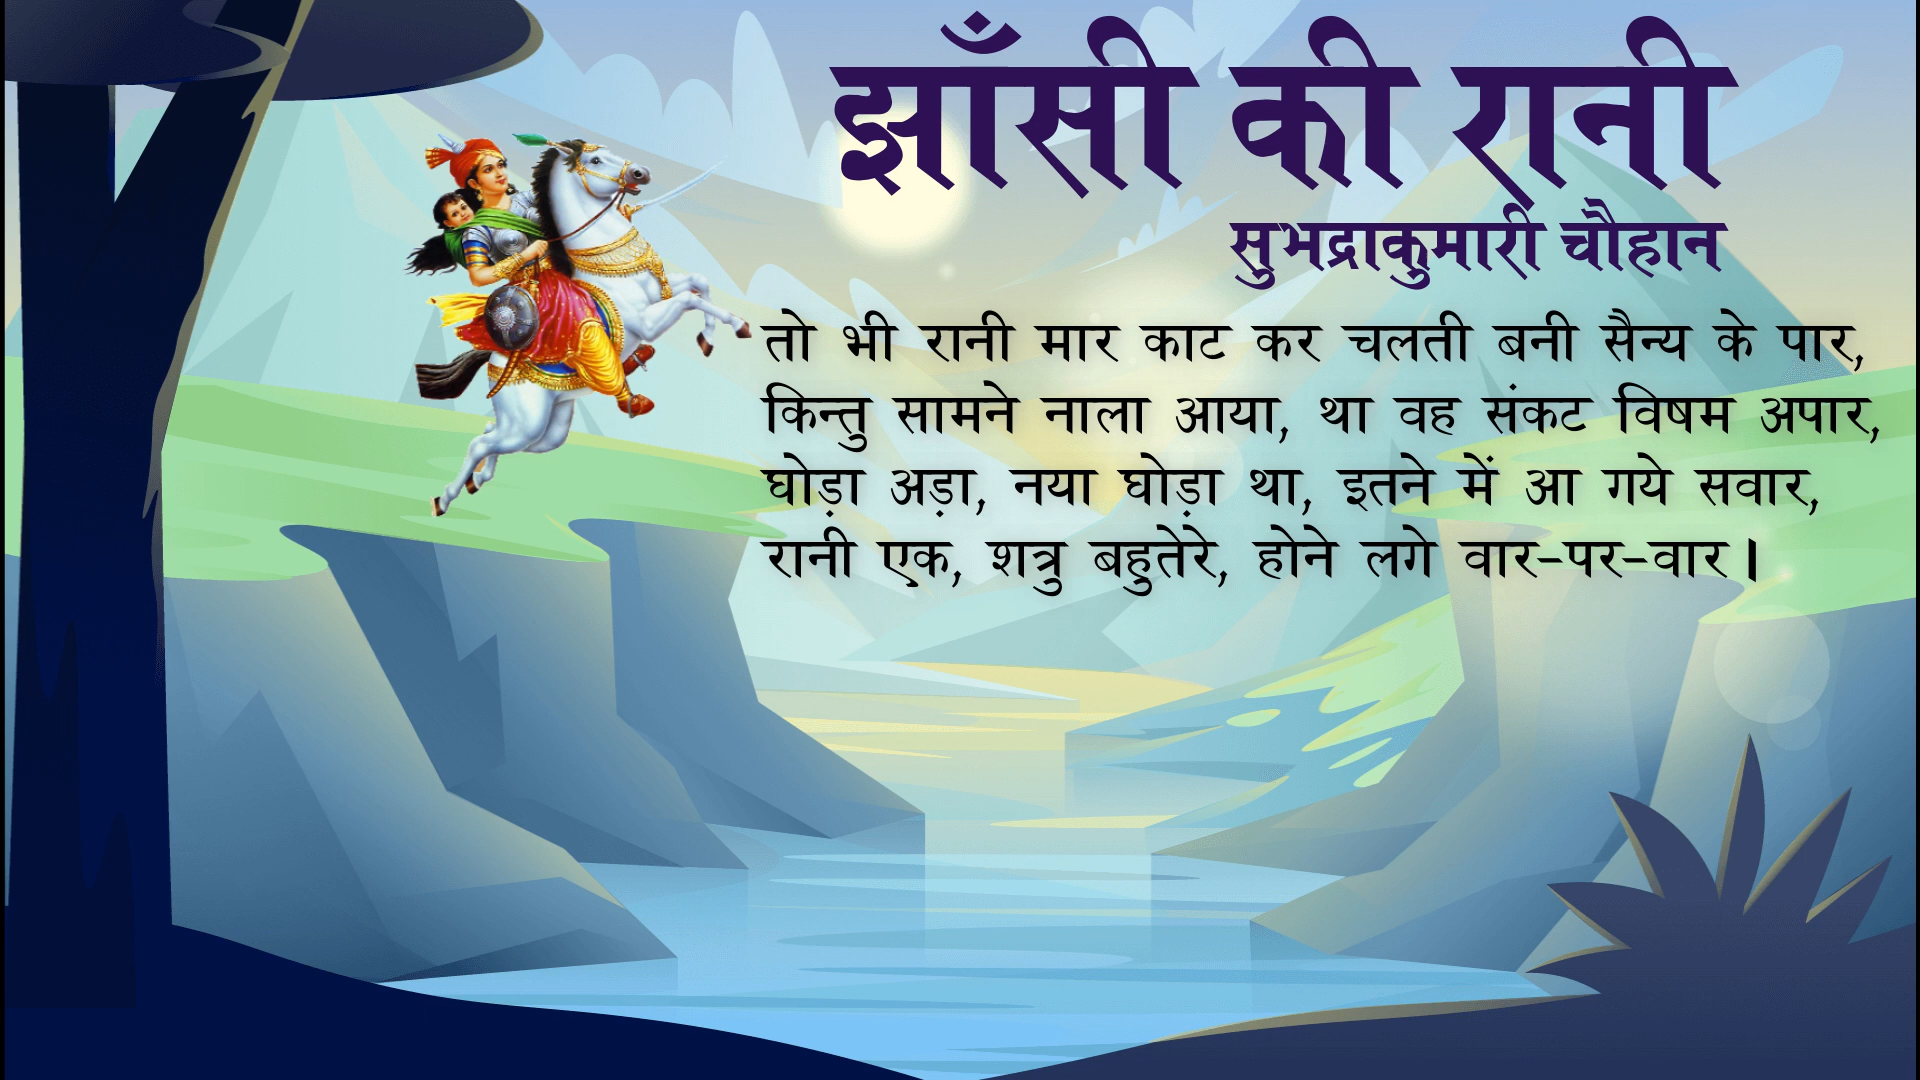 झाँसी की रानी
सुभद्राकुमारी चौहान
तो भी रानी मार काट कर चलती बनी सैन्य के पार,
किन्तु सामने नाला आया, था वह संकट विषम अपार,
घोड़ा अड़ा, नया घोड़ा था, इतने में आ गये सवार,
रानी एक, शत्रु बहुतेरे, होने लगे वार-पर-वार।